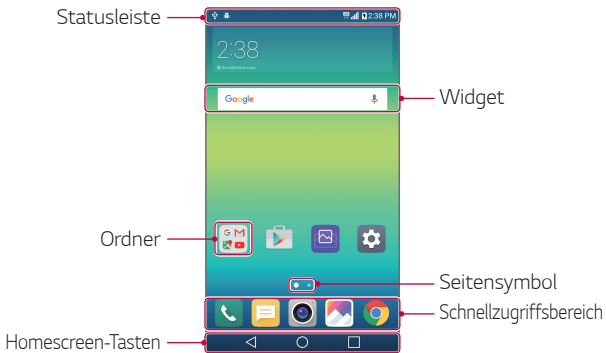 Statusleiste
2:38 PM
2:38
Google
Widget
G M
Ordner
Seitensymbol
Schnellzugriffsbereich
Homescreen-Tasten